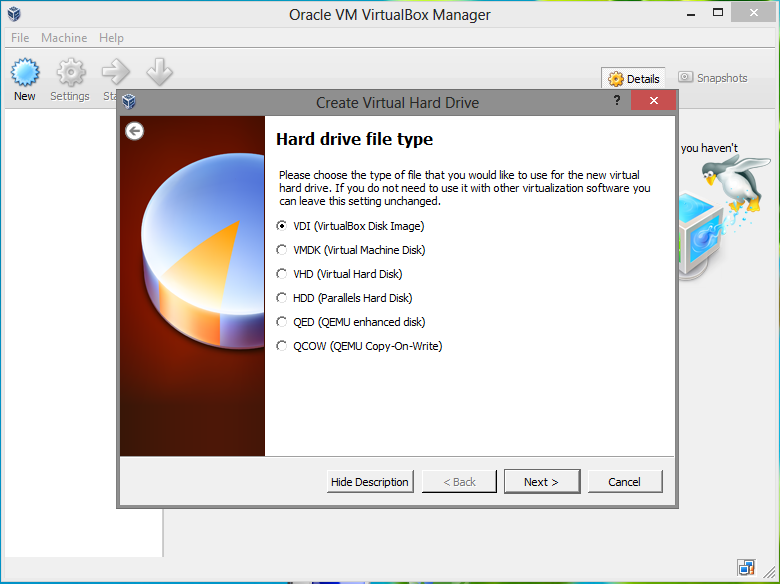 Oracle VM VirtualBox Manager
File Machine Help
New Settings
Details Snapshots
Create Virtual Hard Drive
?
you haven't
Hard drive file type
Please choose the type of file that you would like to use for the new virtual
hard drive. If you do not need to use it with other virtualization software you
can leave this setting unchanged.
VDI (VirtualBox Disk Image)
VMDK (Virtual Machine Disk)
VHD (Virtual Hard Disk)
HDD (Parallels Hard Disk)
QED (QEMU enhanced disk)
QCOW (QEMU Copy-On-Write)
Hide Description < Back Next > Cancel